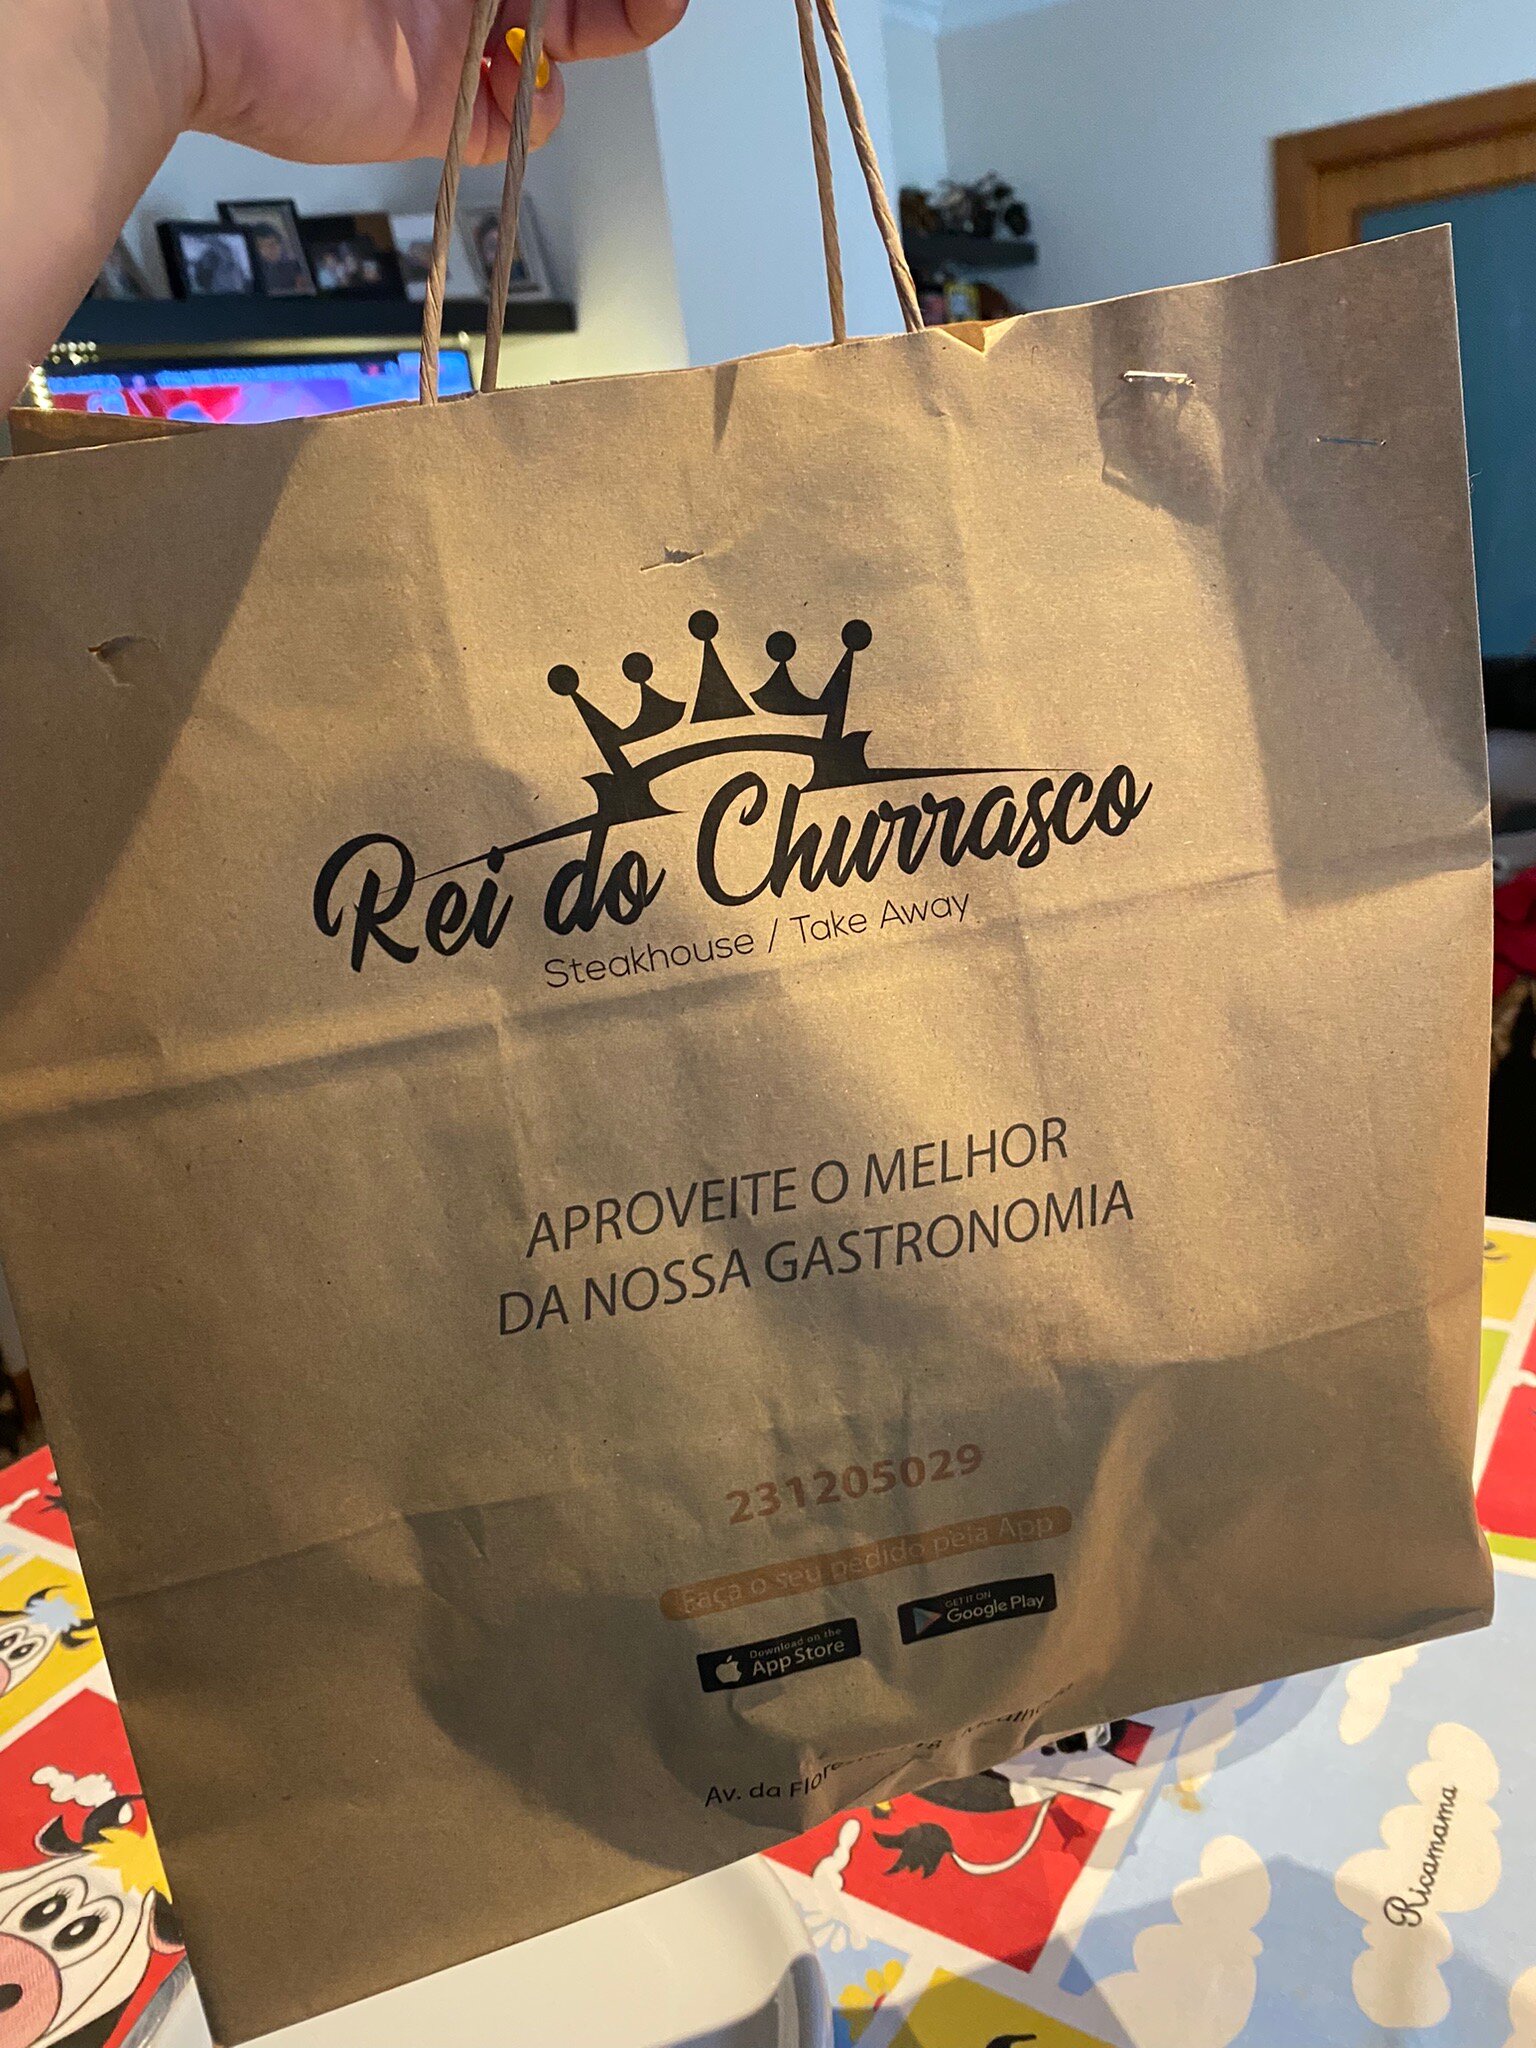 Rei do Churrasco
Steakhouse / Take Away
APROVEITE O MELHOR
DA NOSSA GASTRONOMIA
231205029
Faça o seu pedido pela App
Download on the
App Store
GET IT ON
Google Play
Av. da
Ricamama